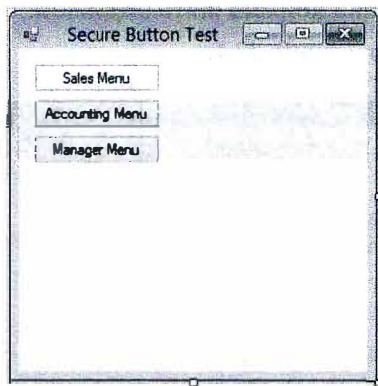 Secure Button Test
Sales Menu
Accounting Menu
Manager Menu